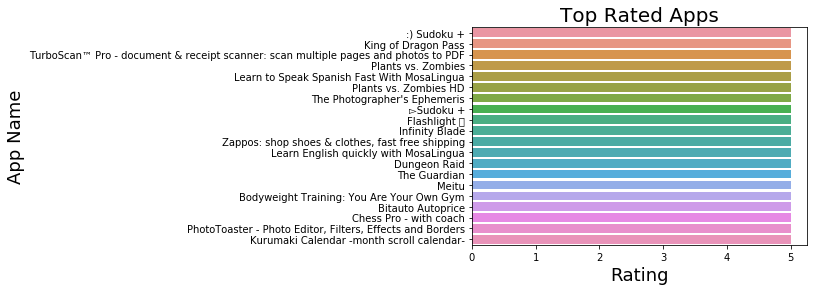 Top Rated Apps
App Name
:) Sudoku +
King of Dragon Pass
TurboScan™ Pro - document & receipt scanner: scan multiple pages and photos to PDF
Plants vs. Zombies
Learn to Speak Spanish Fast With MosaLingua
Plants vs. Zombies HD
The Photographer's Ephemeris
▻Sudoku +
Flashlight
Infinity Blade
Zappos: shop shoes & clothes, fast free shipping
Learn English quickly with MosaLingua
Dungeon Raid
The Guardian
Meitu
Bodyweight Training: You Are Your Own Gym
Bitauto Autoprice
Chess Pro - with coach
PhotoToaster - Photo Editor, Filters, Effects and Borders
Kurumaki Calendar -month scroll calendar-
0 1 2 3 4 5
Rating